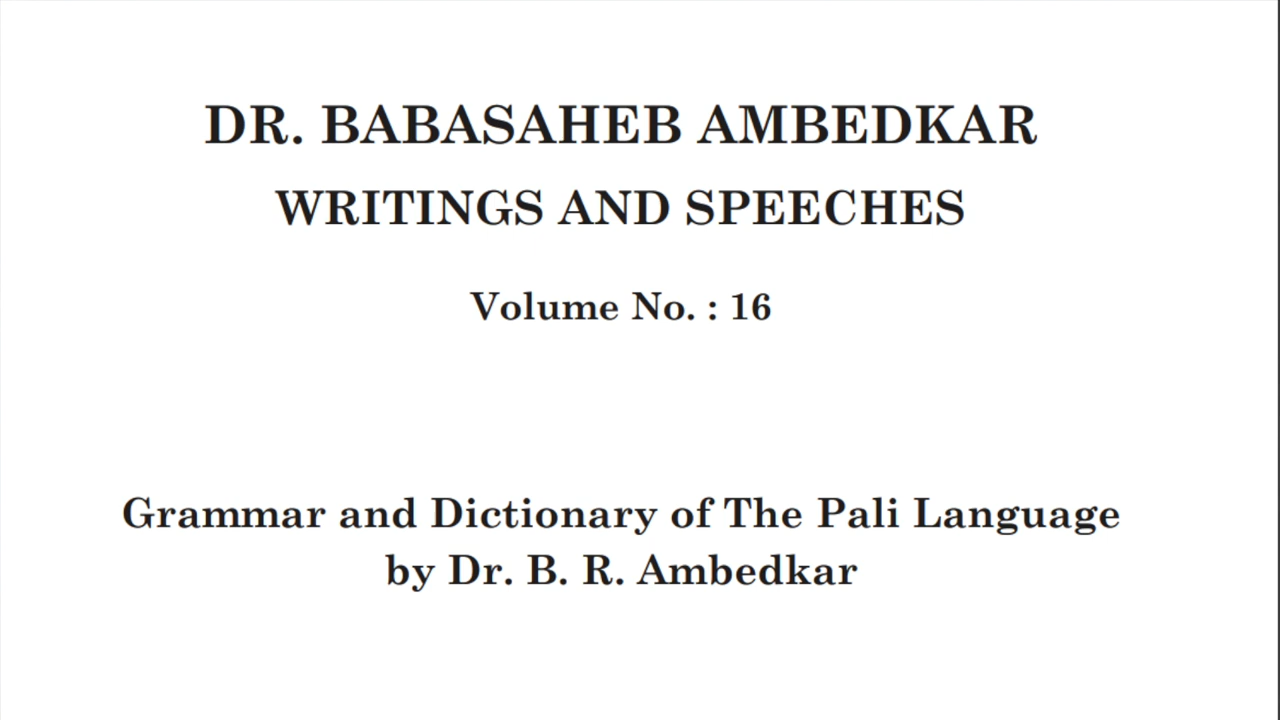 DR. BABASAHEB AMBEDKAR
WRITINGS AND SPEECHES
Volume No. : 16
Grammar and Dictionary of The Pali Language
by Dr. B. R. Ambedkar